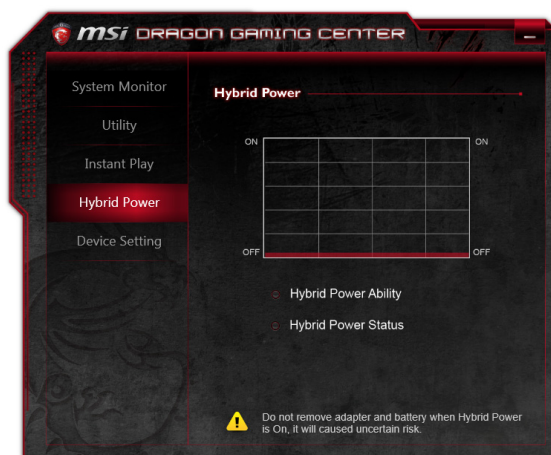 msi DRAGON GAMING CENTER
System Monitor
Utility
Instant Play
Hybrid Power
Device Setting
Hybrid Power
ON
ON
OFF
OFF
Hybrid Power Ability
Hybrid Power Status
Do not remove adapter and battery when Hybrid Power
is On, it will caused uncertain risk.